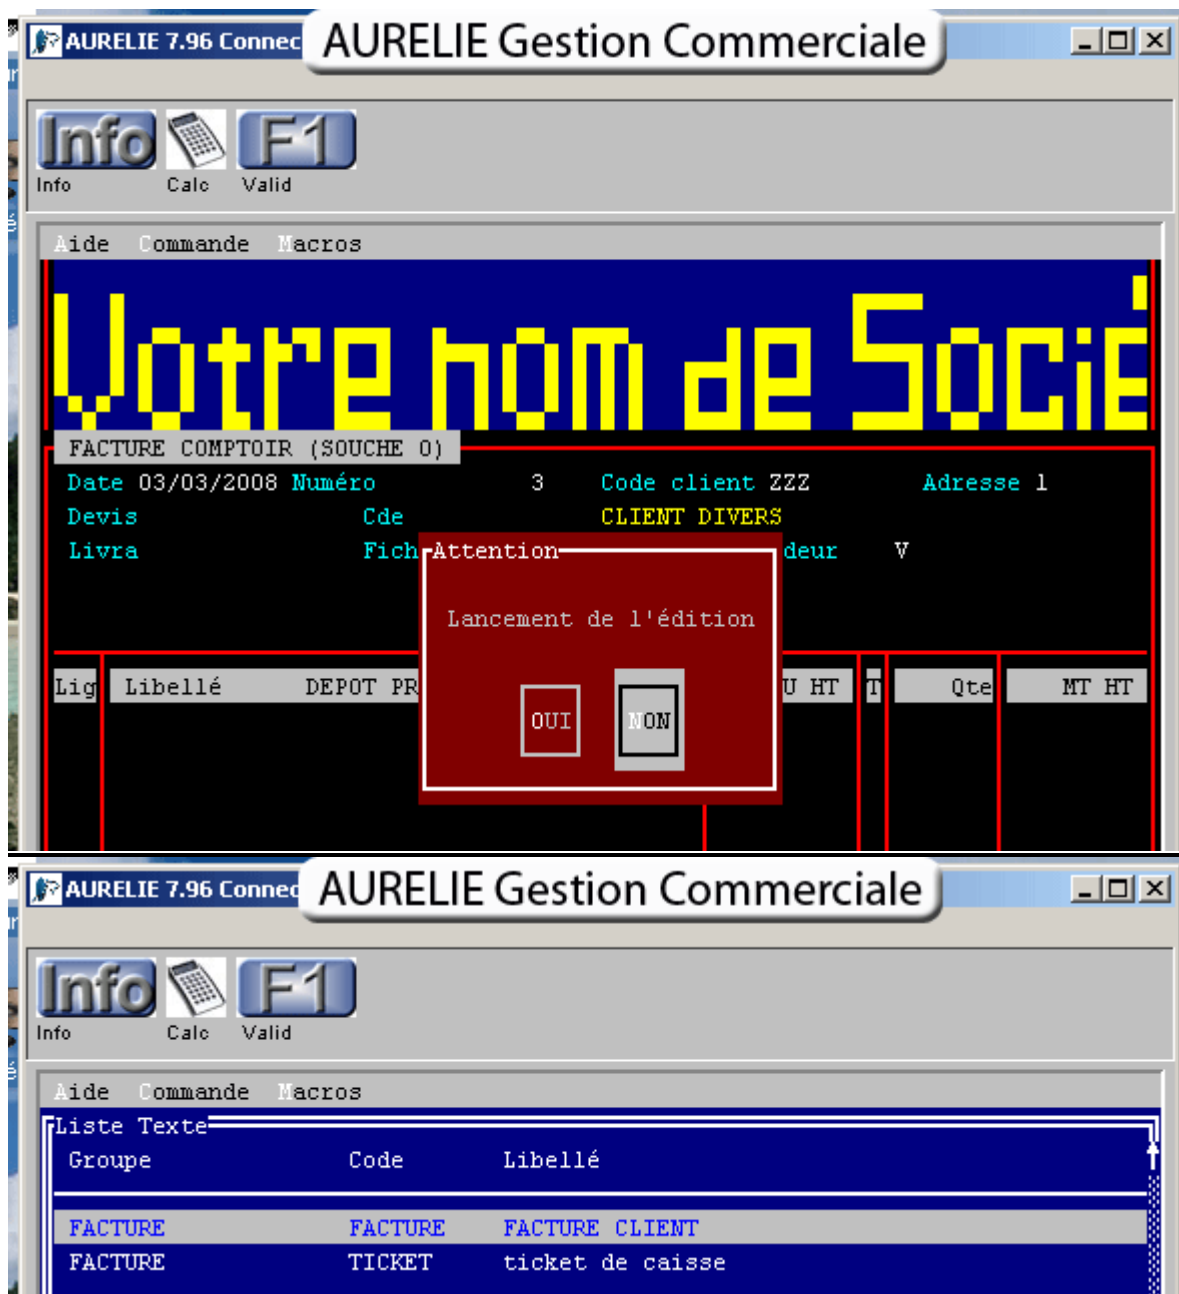 AURELIE 7.96 Connec
AURELIE Gestion Commerciale
Info F1
Info Calc Valid
Aide Commande Macros
Votre nom de Socié
FACTURE COMPTOIR (SOUCHE 0)
Date 03/03/2008 Numéro 3 Code client ZZZ Adresse 1
Devis Cde CLIENT DIVERS
Livra Fich deur V
Attention
Lancement de l'édition
Lig Libellé DEPOT PR U HT T Qte MT HT
OUI NON
AURELIE 7.96 Connec
AURELIE Gestion Commerciale
Info F1
Info Calc Valid
Aide Commande Macros
Liste Texte
Groupe Code Libellé
FACTURE FACTURE FACTURE CLIENT
FACTURE TICKET ticket de caisse